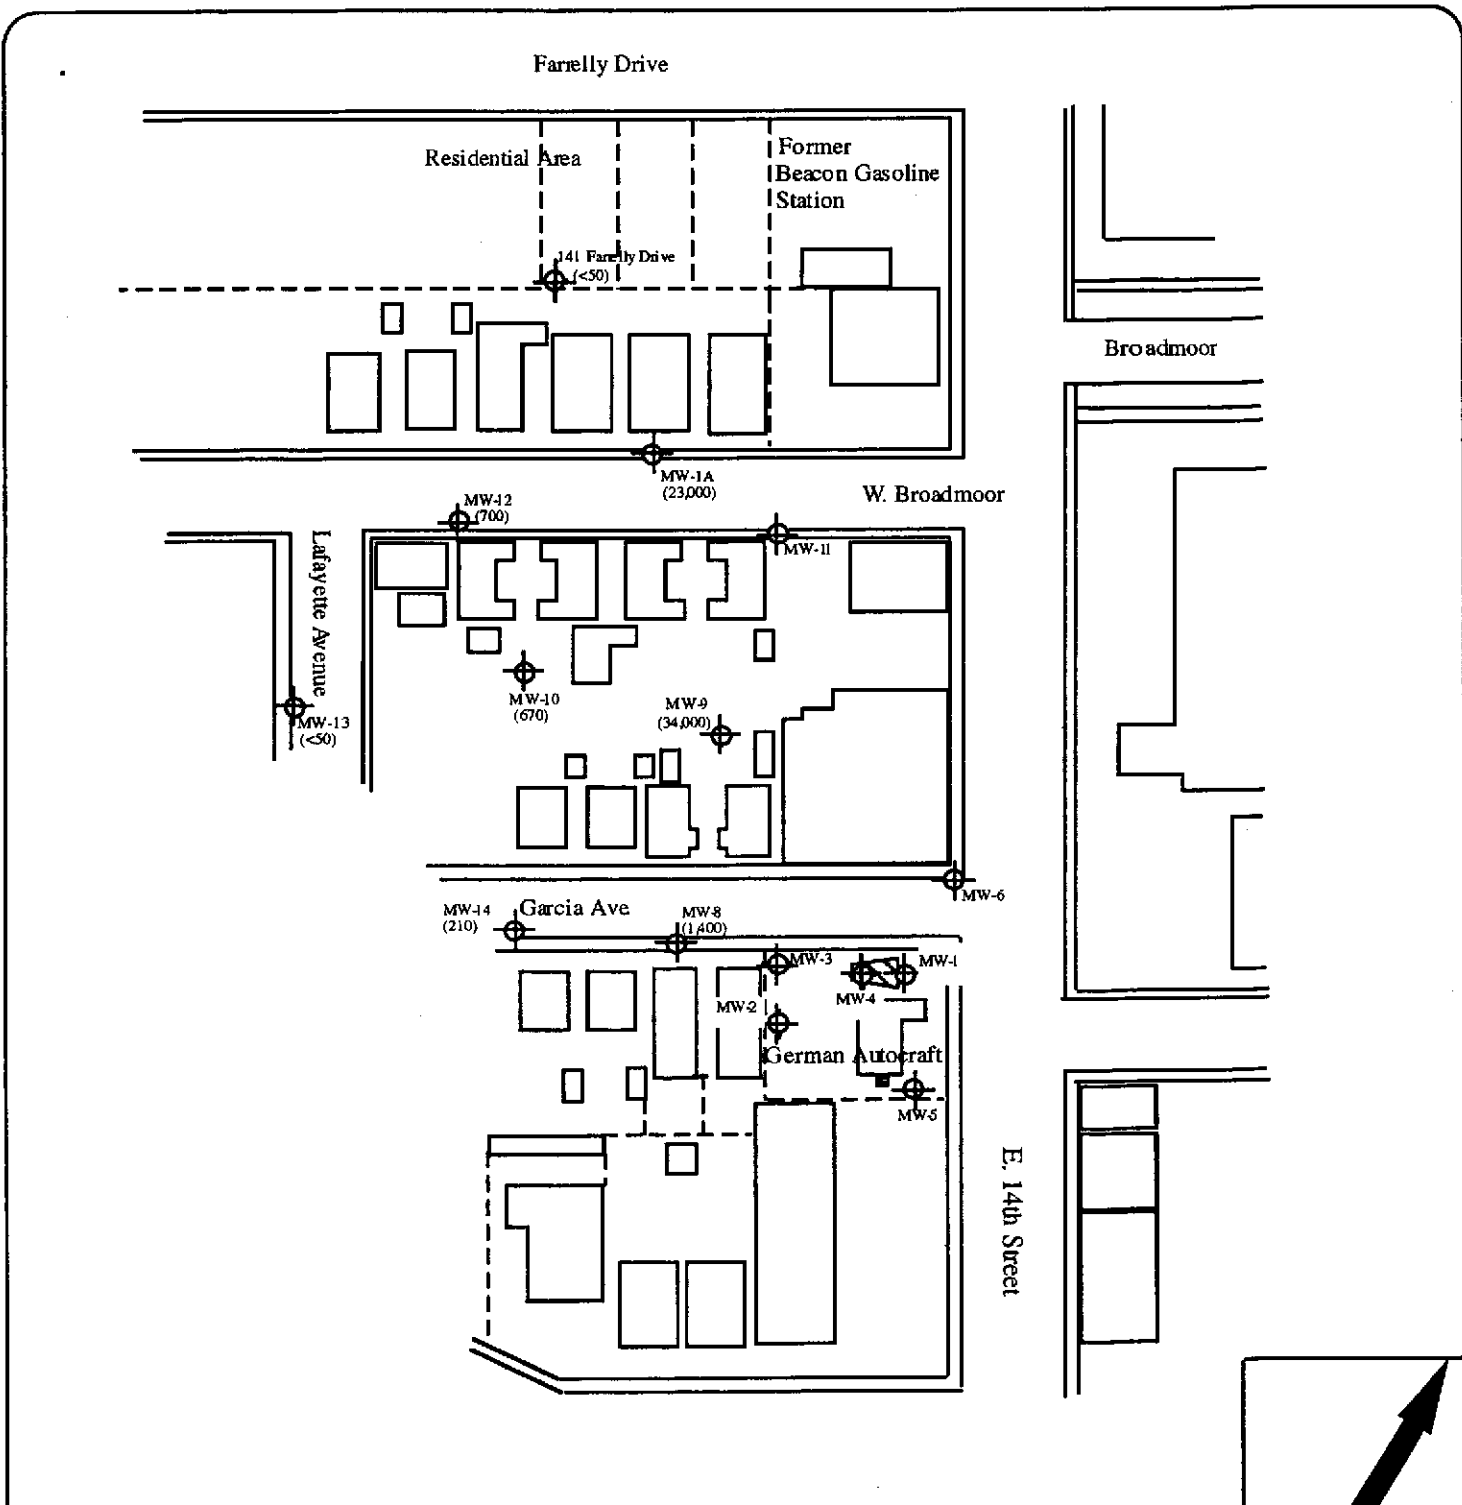 Farrelly Drive
Residential Area
Former
Beacon Gasoline
Station
141 Farrelly Drive
(<50)
Broadmoor
MW-1A
(23,000)
W. Broadmoor
MW-12
(700)
MW-11
Lafayette Avenue
MW-10
(670)
MW-9
(34,000)
MW-13
(<50)
MW-6
MW-14
(210)
Garcia Ave
MW-8
(1,400)
MW-3
MW-1
MW-4
MW-2
German Autocraft
MW-5
E. 14th Street